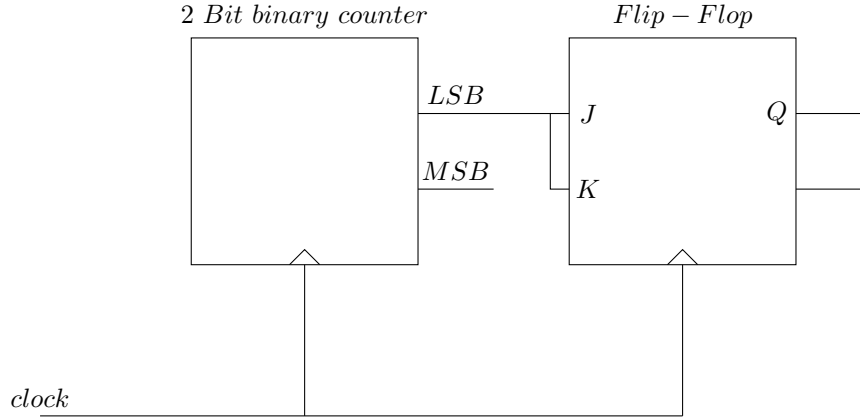 2 Bit binary counter
Flip − Flop
LSB
J
Q
MSB
K
clock